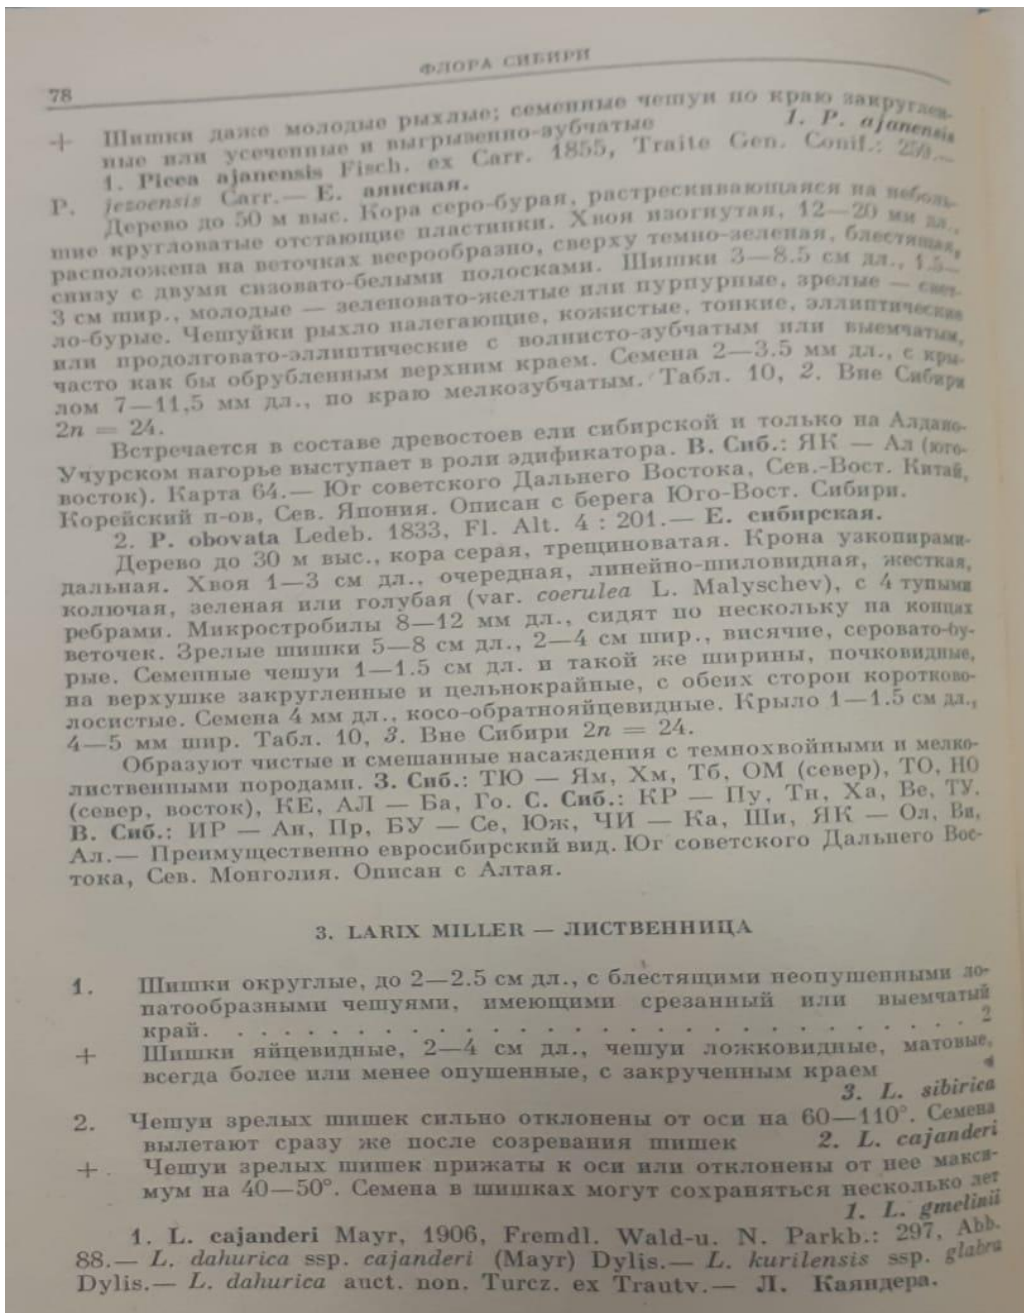 78
ФЛОРА СИБИРИ
+ Шишки даже молодые рыхлые; семенные чешуи по краю закруглен-
ные или усеченные и выгрызенно-зубчатые 1. P. ajanensis
1. Picea ajanensis Fisch. ex Carr. 1855, Traite Gen. Conif.: 259.—
P. jezoensis Carr.— Е. аянская.
Дерево до 50 м выс. Кора серо-бурая, растрескивающаяся на неболь-
шие кругловатые отстающие пластинки. Хвоя изогнутая, 12—20 мм дл.,
расположена на веточках веерообразно, сверху темно-зеленая, блестящая,
снизу с двумя сизовато-белыми полосками. Шишки 3—8.5 см дл., 1.5—
3 см шир., молодые — зеленовато-желтые или пурпурные, зрелые — свет-
ло-бурые. Чешуйки рыхло налегающие, кожистые, тонкие, эллиптические
или продолговато-эллиптические с волнисто-зубчатым или выемчатым,
часто как бы обрубленным верхним краем. Семена 2—3.5 мм дл., с кры-
лом 7—11,5 мм дл., по краю мелкозубчатым. Табл. 10, 2. Вне Сибири
2n = 24.
Встречается в составе древостоев ели сибирской и только на Алдано-
Учурском нагорье выступает в роли эдификатора. В. Сиб.: ЯК — Ал (юго-
восток). Карта 64.— Юг советского Дальнего Востока, Сев.-Вост. Китай,
Корейский п-ов, Сев. Япония. Описан с берега Юго-Вост. Сибири.
2. P. obovata Ledeb. 1833, Fl. Alt. 4 : 201.— Е. сибирская.
Дерево до 30 м выс., кора серая, трещиноватая. Крона узкопирами-
дальная. Хвоя 1—3 см дл., очередная, линейно-шиловидная, жесткая,
колючая, зеленая или голубая (var. coerulea L. Malyschev), с 4 тупыми
ребрами. Микростробилы 8—12 мм дл., сидят по нескольку на концах
веточек. Зрелые шишки 5—8 см дл., 2—4 см шир., висячие, серовато-бу-
рые. Семенные чешуи 1—1.5 см дл. и такой же ширины, почковидные,
на верхушке закругленные и цельнокрайные, с обеих сторон коротково-
лосистые. Семена 4 мм дл., косо-обратнояйцевидные. Крыло 1—1.5 см дл.,
4—5 мм шир. Табл. 10, 3. Вне Сибири 2n = 24.
Образуют чистые и смешанные насаждения с темнохвойными и мелко-
лиственными породами. З. Сиб.: ТЮ — Ям, Хм, Тб, ОМ (север), ТО, НО
(север, восток), КЕ, АЛ — Ба, Го. С. Сиб.: КР — Пу, Тн, Ха, Ве, ТУ.
В. Сиб.: ИР — Ан, Пр, БУ — Се, Юж, ЧИ — Ка, Ши, ЯК — Ол, Ви,
Ал.— Преимущественно евросибирский вид. Юг советского Дальнего Вос-
тока, Сев. Монголия. Описан с Алтая.
3. LARIX MILLER — ЛИСТВЕННИЦА
1. Шишки округлые, до 2—2.5 см дл., с блестящими неопушенными ло-
патообразными чешуями, имеющими срезанный или выемчатый
край. . . . . . . . . . . . . . . . . . . . . . . . . . . . 2
+ Шишки яйцевидные, 2—4 см дл., чешуи ложковидные, матовые,
всегда более или менее опушенные, с закрученным краем
3. L. sibirica
2. Чешуи зрелых шишек сильно отклонены от оси на 60—110°. Семена
вылетают сразу же после созревания шишек 2. L. cajanderi
+ Чешуи зрелых шишек прижаты к оси или отклонены от нее макси-
мум на 40—50°. Семена в шишках могут сохраняться несколько лет
1. L. gmelinii
1. L. cajanderi Mayr, 1906, Fremdl. Wald-u. N. Parkb.: 297, Abb.
88.— L. dahurica ssp. cajanderi (Mayr) Dylis.— L. kurilensis ssp. glabra
Dylis.— L. dahurica auct. non. Turcz. ex Trautv.— Л. Каяндера.